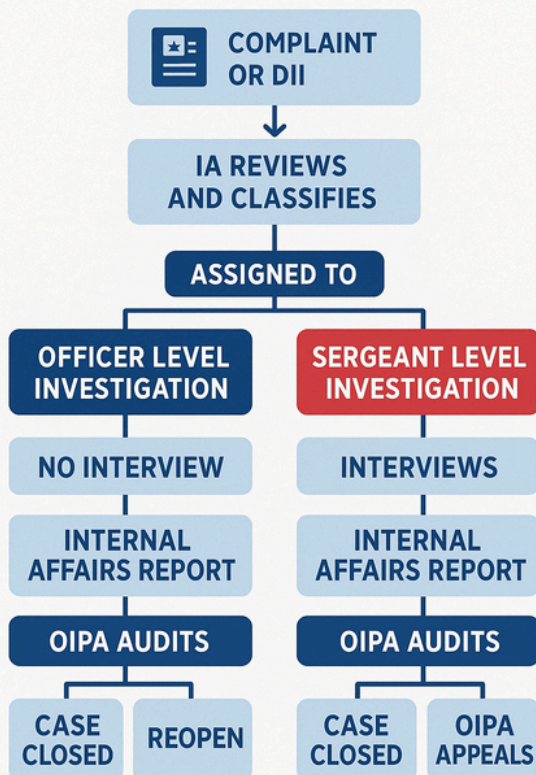 COMPLAINT
OR DII
IA REVIEWS
AND CLASSIFIES
ASSIGNED TO
OFFICER LEVEL
INVESTIGATION
NO INTERVIEW
INTERNAL
AFFAIRS REPORT
OIPA AUDITS
CASE
CLOSED
REOPEN
SERGEANT LEVEL
INVESTIGATION
INTERVIEWS
INTERNAL
AFFAIRS REPORT
OIPA AUDITS
CASE
CLOSED
OIPA
APPEALS